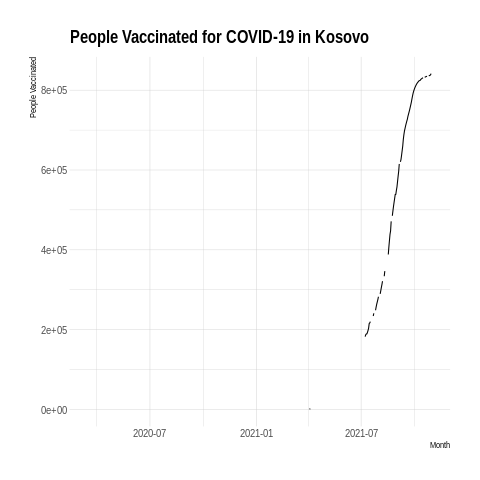 People Vaccinated for COVID-19 in Kosovo
People Vaccinated
8e+05
6e+05
4e+05
2e+05
0e+00
2020-07
2021-01
2021-07
Month